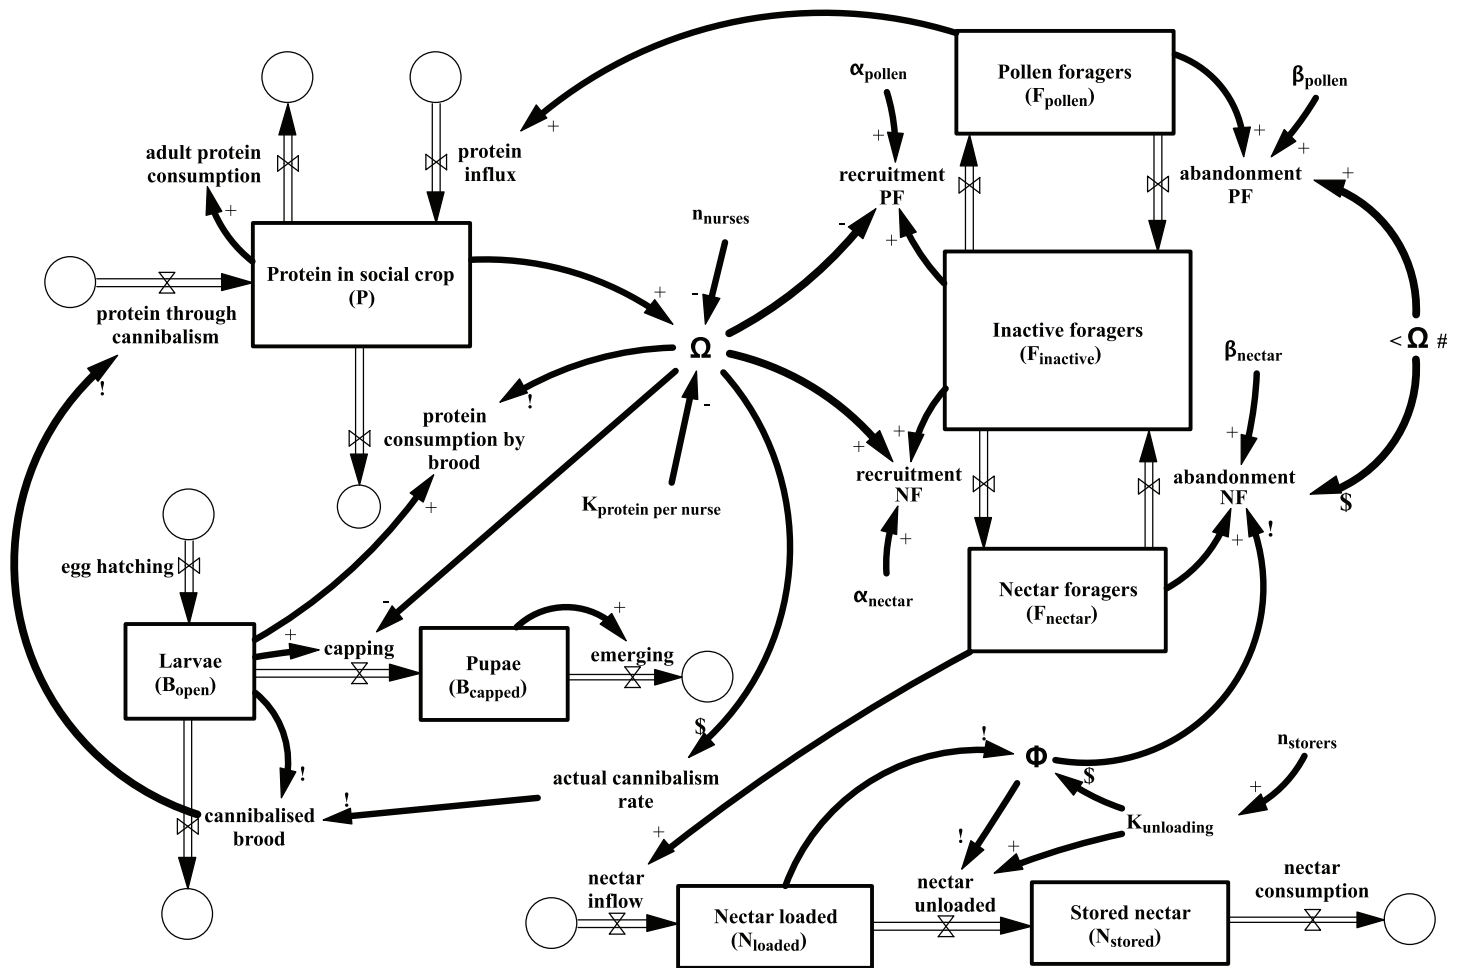 Pollen foragers
(Fpollen)
αpollen
βpollen
+
+
+
+
adult protein
consumption
protein
influx
recruitment
PF
abandonment
PF
+
+
-
+
nnurses
Protein in social crop
(P)
+
-
protein through
cannibalism
Inactive foragers
(Finactive)
Ω
< Ω #
βnectar
!
!
-
protein
consumption by
brood
+
+
+
recruitment
NF
abandonment
NF
$
+
Kprotein per nurse
+
+
!
egg hatching
αnectar
Nectar foragers
(Fnectar)
-
+
+
capping
Larvae
(Bopen)
Pupae
(Bcapped)
emerging
$
!
Φ
nstorers
!
actual cannibalism
rate
$
+
!
cannibalised
brood
Kunloading
+
!
+
nectar
inflow
nectar
unloaded
nectar
consumption
Nectar loaded
(Nloaded)
Stored nectar
(Nstored)